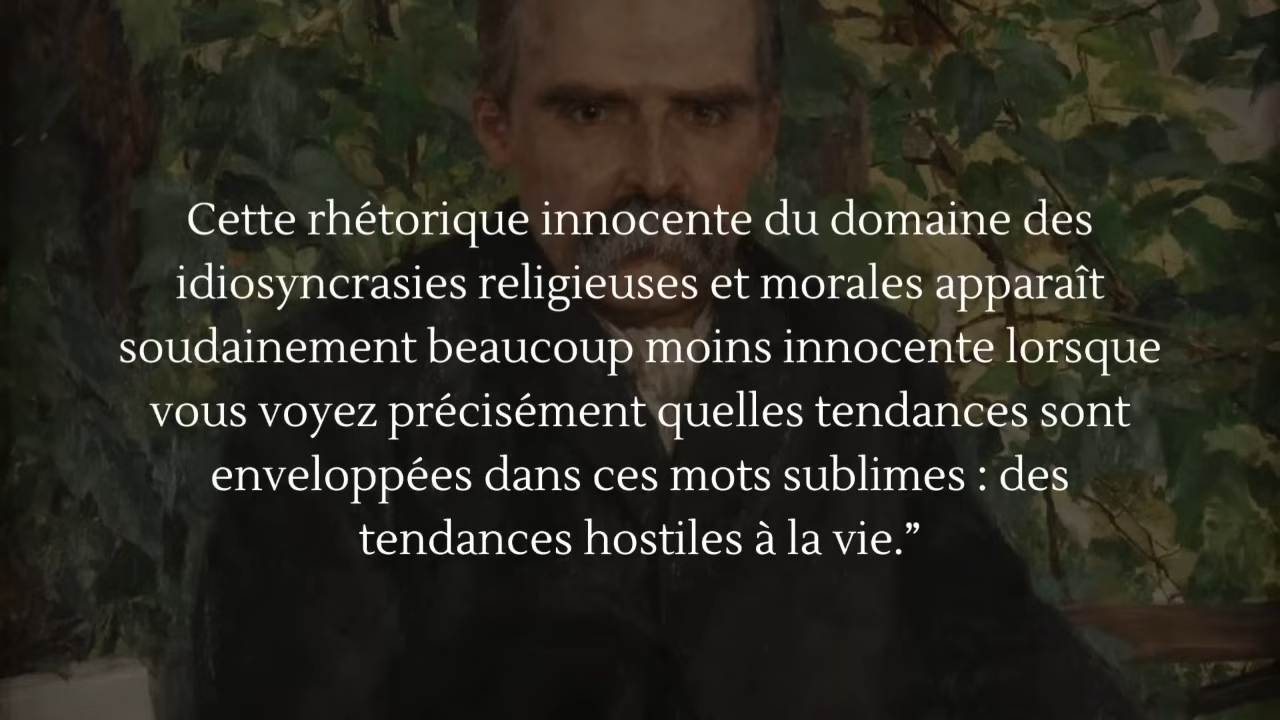 Cette rhétorique innocente du domaine des
idiosyncrasies religieuses et morales apparaît
soudainement beaucoup moins innocente lorsque
vous voyez précisément quelles tendances sont
enveloppées dans ces mots sublimes : des
tendances hostiles à la vie.”